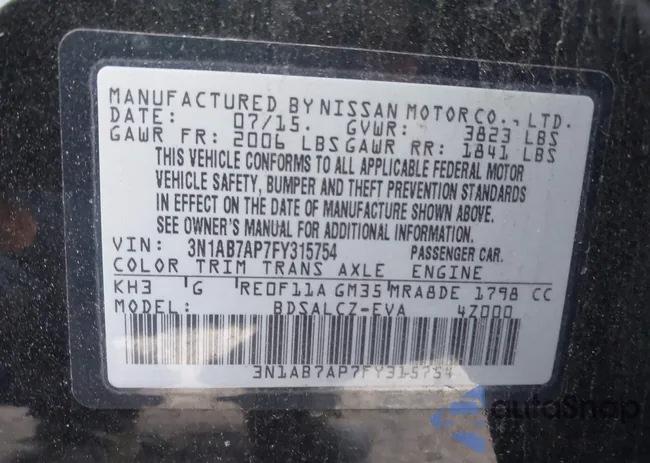 MANUFACTURED BY NISSAN MOTOR CO., LTD.
DATE: 07/15. GVWR: 3823 LBS
GAWR FR: 2006 LBS GAWR RR: 1841 LBS
THIS VEHICLE CONFORMS TO ALL APPLICABLE FEDERAL MOTOR
VEHICLE SAFETY, BUMPER AND THEFT PREVENTION STANDARDS
IN EFFECT ON THE DATE OF MANUFACTURE SHOWN ABOVE.
SEE OWNER'S MANUAL FOR ADDITIONAL INFORMATION.
VIN: 3N1AB7AP7FY315754 PASSENGER CAR.
COLOR TRIM TRANS AXLE ENGINE
KH3 G RE0F11A GM35 MRA8DE 1798 CC
MODEL: BDSALCZ-EVA 4Z000
3N1AB7AP7FY315754
autoSnap